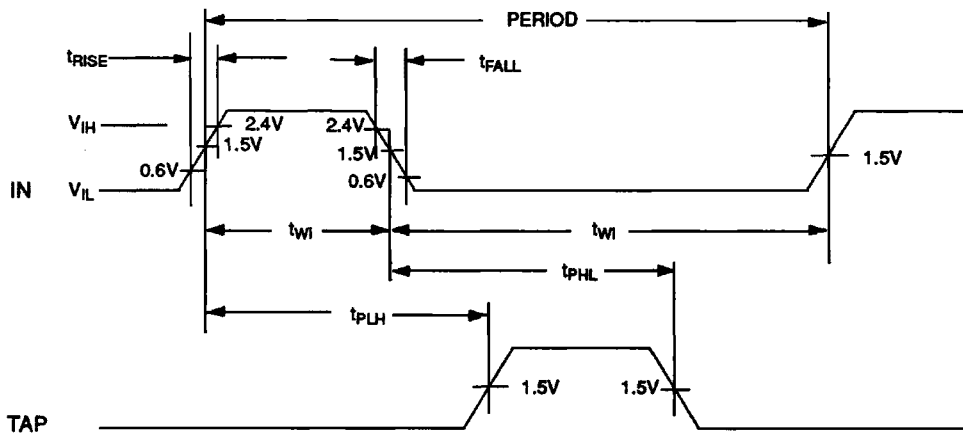 PERIOD
tRISE
tFALL
VIH
2.4V
2.4V
1.5V
1.5V
1.5V
0.6V
0.6V
IN
VIL
tWI
tWI
tPHL
tPLH
1.5V
1.5V
TAP